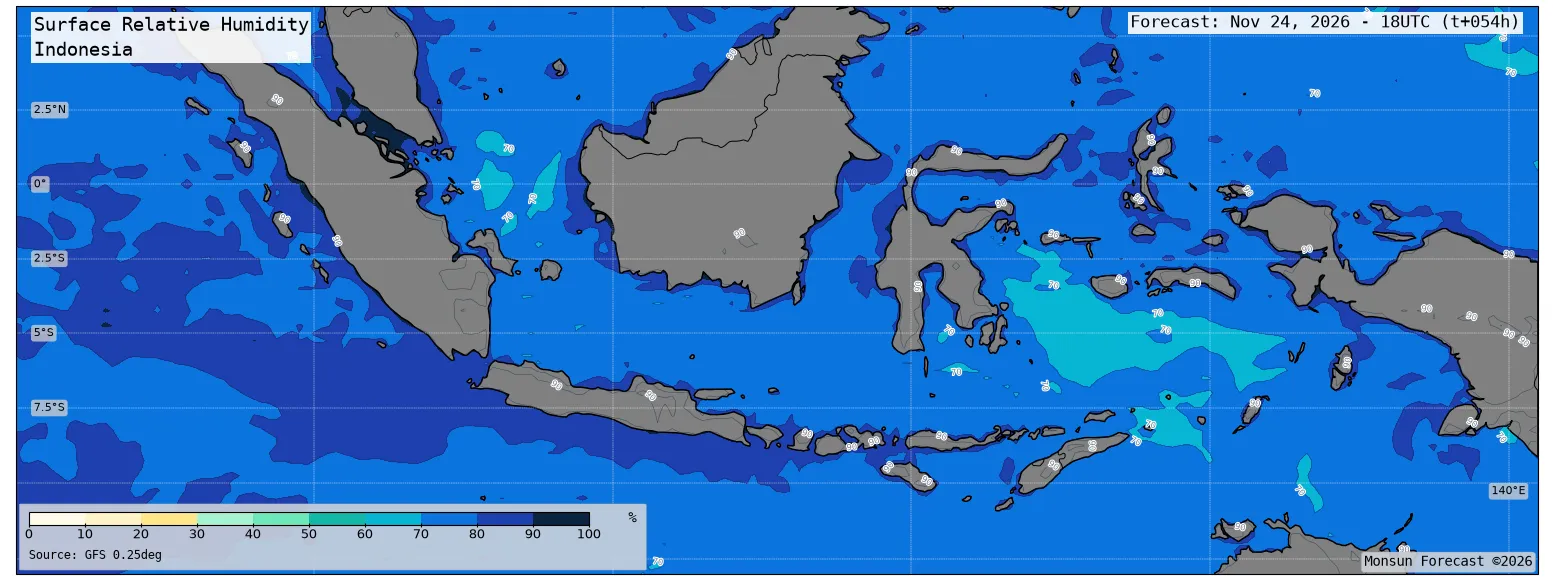 Surface Relative Humidity
Indonesia
Forecast: Nov 24, 2026 - 18UTC (t+054h)
2.5°N
0°
2.5°S
5°S
7.5°S
140°E
0 10 20 30 40 50 60 70 80 90 100 %
Source: GFS 0.25deg
Monsun Forecast ©2026